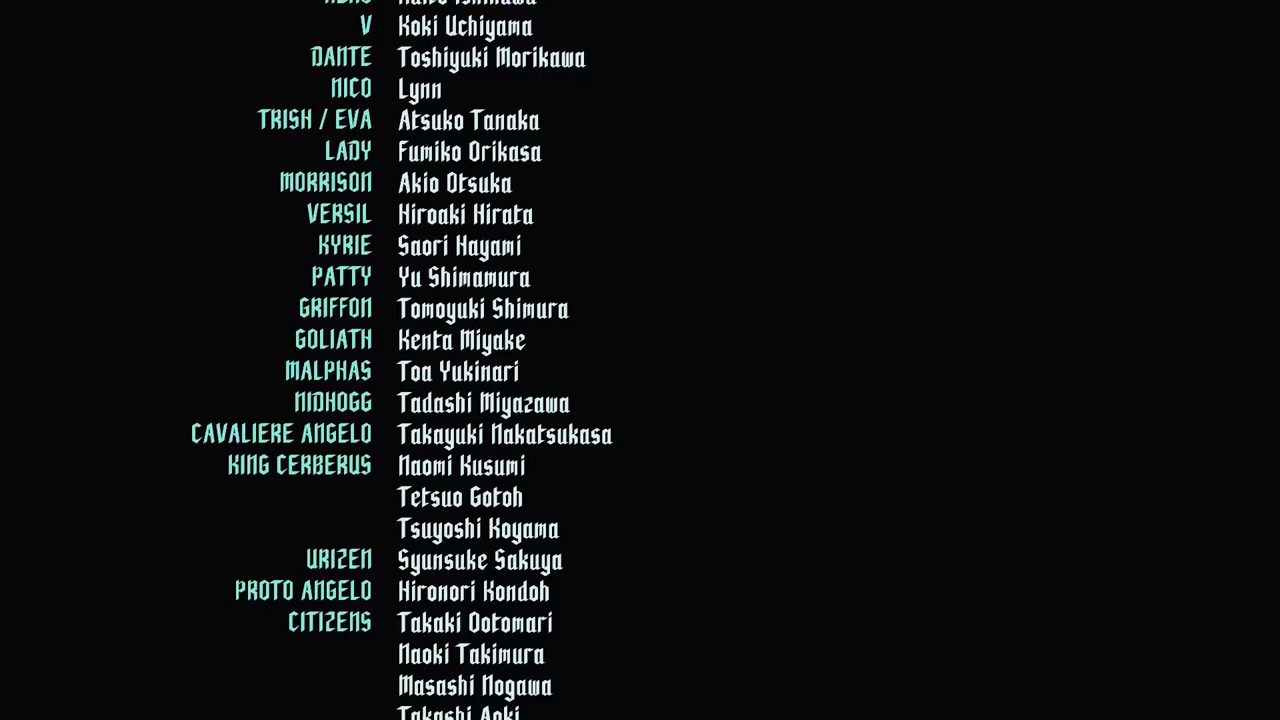 V Koki Uchiyama
DANTE Toshiyuki Morikawa
NICO Lynn
TRISH / EVA Atsuko Tanaka
LADY Fumiko Orikasa
MORRISON Akio Otsuka
VERSIL Hiroaki Hirata
KYRIE Saori Hayami
PATTY Yu Shimamura
GRIFFON Tomoyuki Shimura
GOLIATH Kenta Miyake
MALPHAS Toa Yukinari
NIDHOGG Tadashi Miyazawa
CAVALIERE ANGELO Takayuki Nakatsukasa
KING CERBERUS Naomi Kusumi
Tetsuo Gotoh
Tsuyoshi Koyama
URIZEN Syunsuke Sakuya
PROTO ANGELO Hironori Kondoh
CITIZENS Takaki Ootomari
Naoki Takimura
Masashi Nogawa
Takashi Aoki